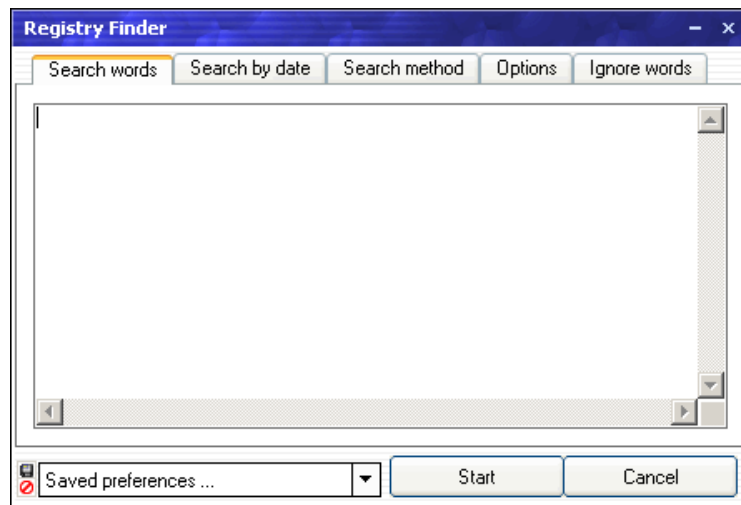 Registry Finder
Search words Search by date Search method Options Ignore words
Saved preferences ... Start Cancel